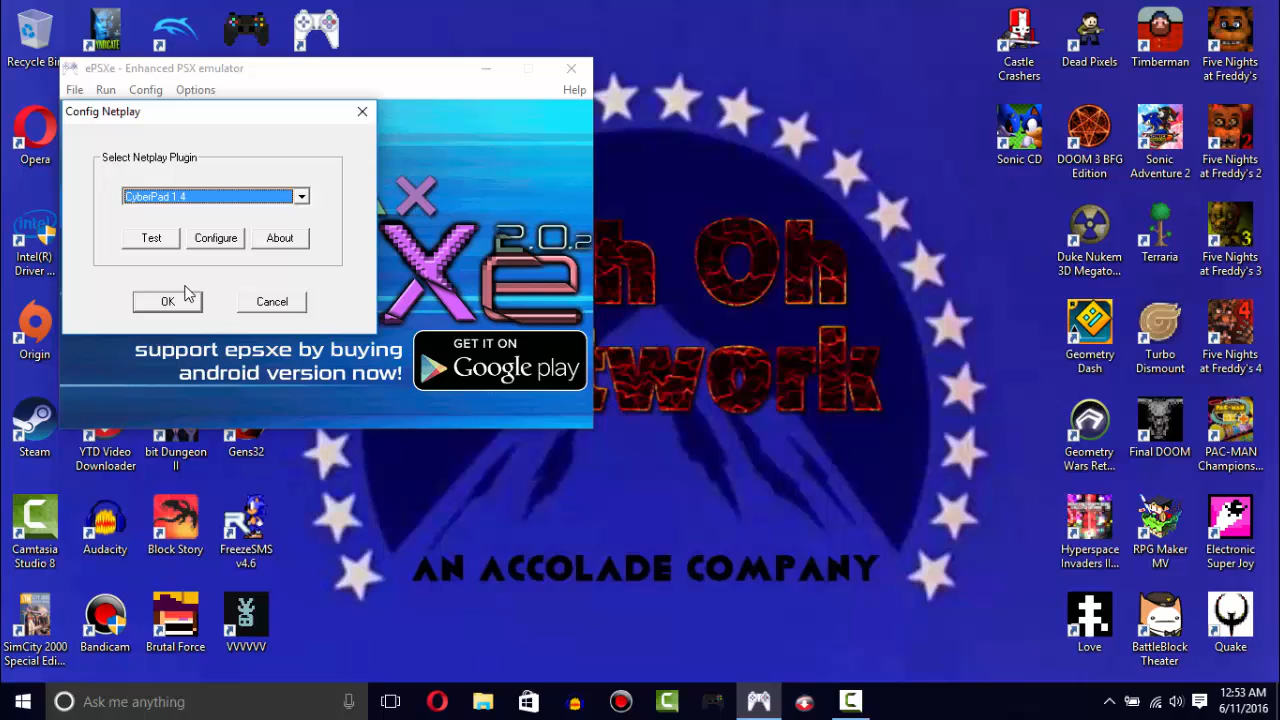 Recycle Bin
SYNDICATE
ePSXe - Enhanced PSX emulator
File Run Config Options Help
Config Netplay
Select Netplay Plugin
CyberPad 1.4
Test Configure About
OK Cancel
2.0.2
support epsxe by buying
android version now!
GET IT ON
Google play
Oh
AN ACCOLADE COMPANY
Opera
Intel(R)
Driver ...
Origin
Steam
YTD Video
Downloader
bit Dungeon
II
Gens32
Camtasia
Studio 8
Audacity
Block Story
FreezeSMS
v4.6
SimCity 2000
Special Edi...
Bandicam
Brutal Force
VVVVVV
Castle
Crashers
Dead Pixels
Timberman
Five Nights
at Freddy's
Sonic CD
DOOM 3 BFG
Edition
Sonic
Adventure 2
Five Nights
at Freddy's 2
Duke Nukem
3D Megato...
Terraria
Five Nights
at Freddy's 3
Geometry
Dash
Turbo
Dismount
Five Nights
at Freddy's 4
Geometry
Wars Ret...
Final DOOM
PAC-MAN
Champions...
Hyperspace
Invaders II...
RPG Maker
MV
Electronic
Super Joy
Love
BattleBlock
Theater
Quake
Ask me anything
12:53 AM
6/11/2016